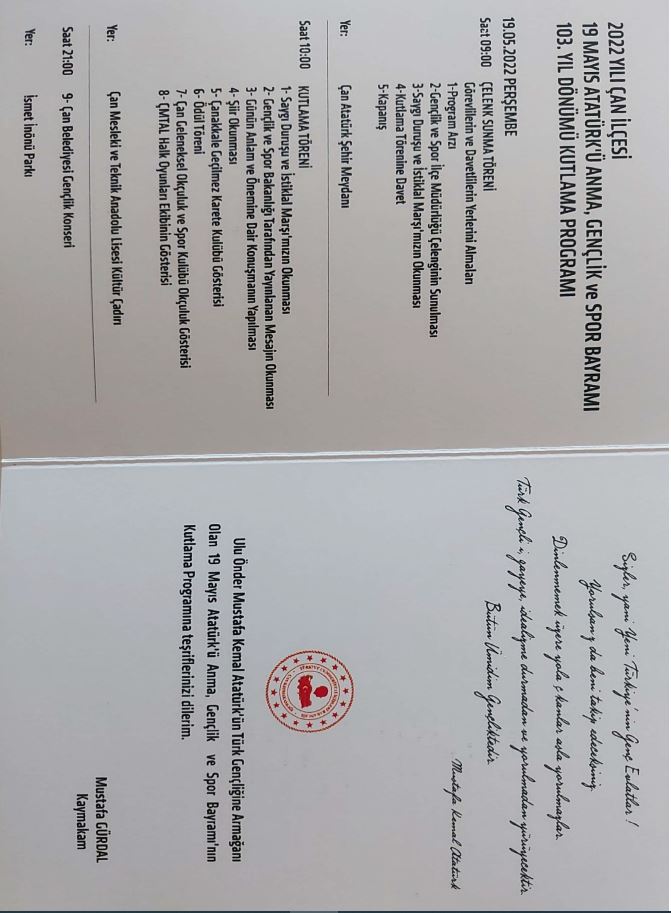 2022 YILI ÇAN İLÇESİ
19 MAYIS ATATÜRK'Ü ANMA, GENÇLİK ve SPOR BAYRAMI
103. YIL DÖNÜMÜ KUTLAMA PROGRAMI
19.05.2022 PERŞEMBE
Saat 09:00 ÇELENK SUNMA TÖRENİ
Görevlilerin ve Davetlilerin Yerlerini Almaları
1-Program Arzı
2-Gençlik ve Spor İlçe Müdürlüğü Çelenginin Sunulması
3-Saygı Duruşu ve İstiklal Marşı'mızın Okunması
4-Kutlama Törenine Davet
5-Kapanış
Yer: Çan Atatürk Şehir Meydanı
Saat 10:00 KUTLAMA TÖRENİ
1- Saygı Duruşu ve İstiklal Marşı'mızın Okunması
2- Gençlik ve Spor Bakanlığı Tarafından Yayınlanan Mesajın Okunması
3- Günün Anlam ve Önemine Dair Konuşmanın Yapılması
4- Şiir Okunması
5- Çanakkale Geçilmez Karete Kulübü Gösterisi
6- Ödül Töreni
7- Çan Geleneksel Okçuluk ve Spor Kulübü Okçuluk Gösterisi
8- ÇMTAL Halk Oyunları Ekibinin Gösterisi
Yer: Çan Mesleki ve Teknik Anadolu Lisesi Kültür Çadırı
Saat 21:00 9- Çan Belediyesi Gençlik Konseri
Yer: İsmet İnönü Parkı
Sizler, yani Yeni Türkiye'nin Genç Evlatlar !
Yorulsan z da beni takip edeceksiniz
Dinlenmemek üzere yola ç kanlar asla yorulmazlar.
Türk Gençli i, gayeye, idealiyme durmadan ve yorulmadan yürüyecektir.
Bütün Ümidim Gençliktedir.
Mustafa Kemal Atatürk
Ulu Önder Mustafa Kemal Atatürk'ün Türk Gençliğine Armağanı
Olan 19 Mayıs Atatürk'ü Anma, Gençlik ve Spor Bayramı'nın
Kutlama Programına teşriflerinizi dilerim.
Mustafa GÜRDAL
Kaymakam